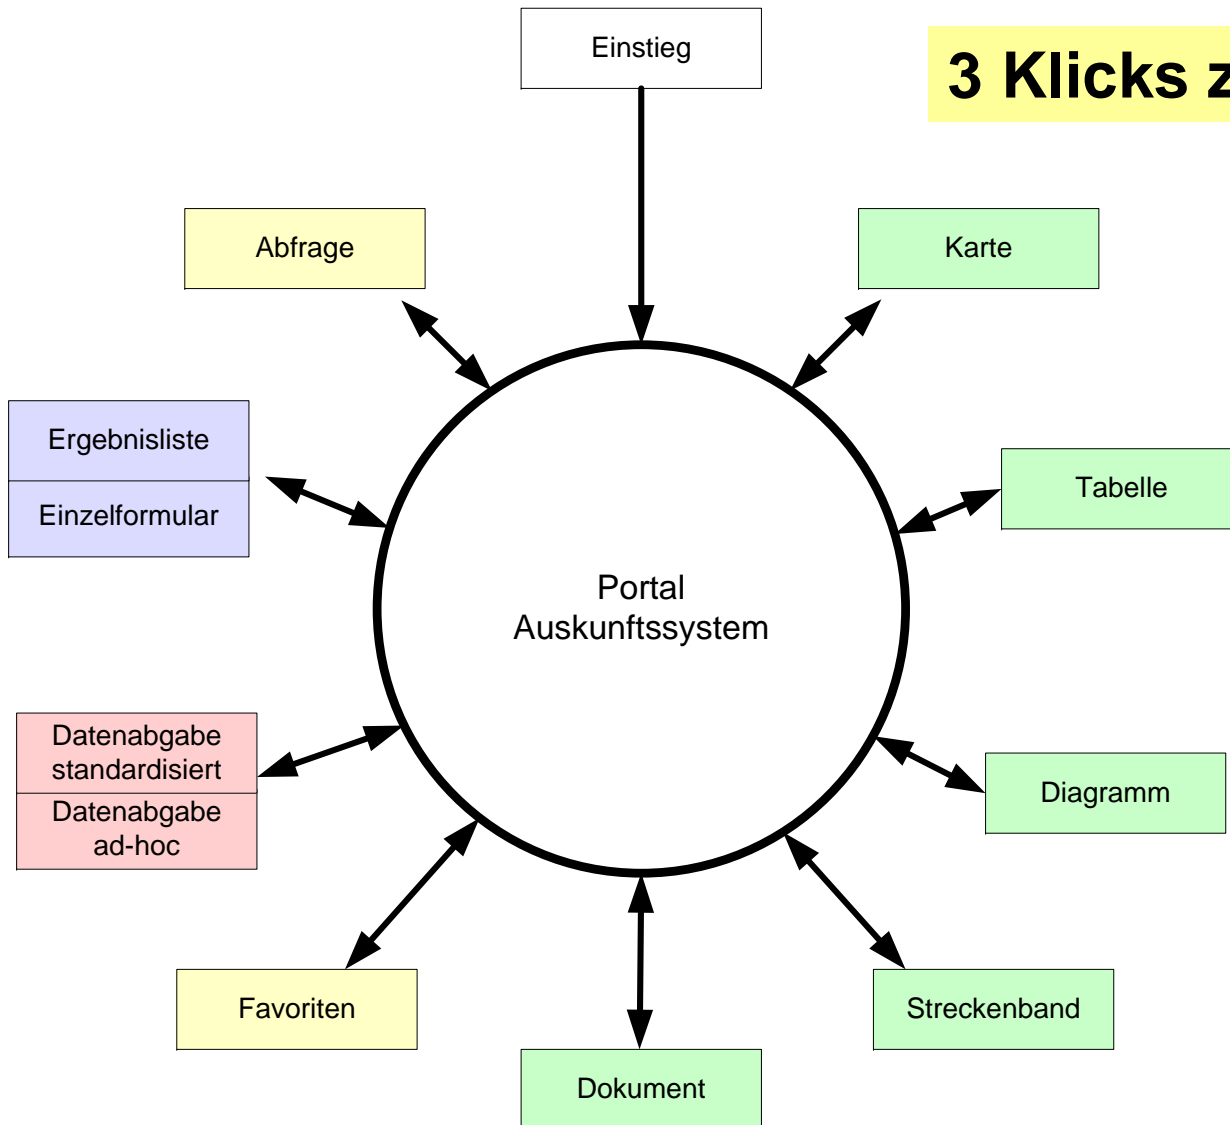 Einstieg
3 Klicks z
Abfrage
Karte
Ergebnisliste
Einzelformular
Tabelle
Portal
Auskunftssystem
Datenabgabe
standardisiert
Datenabgabe
ad-hoc
Diagramm
Favoriten
Streckenband
Dokument